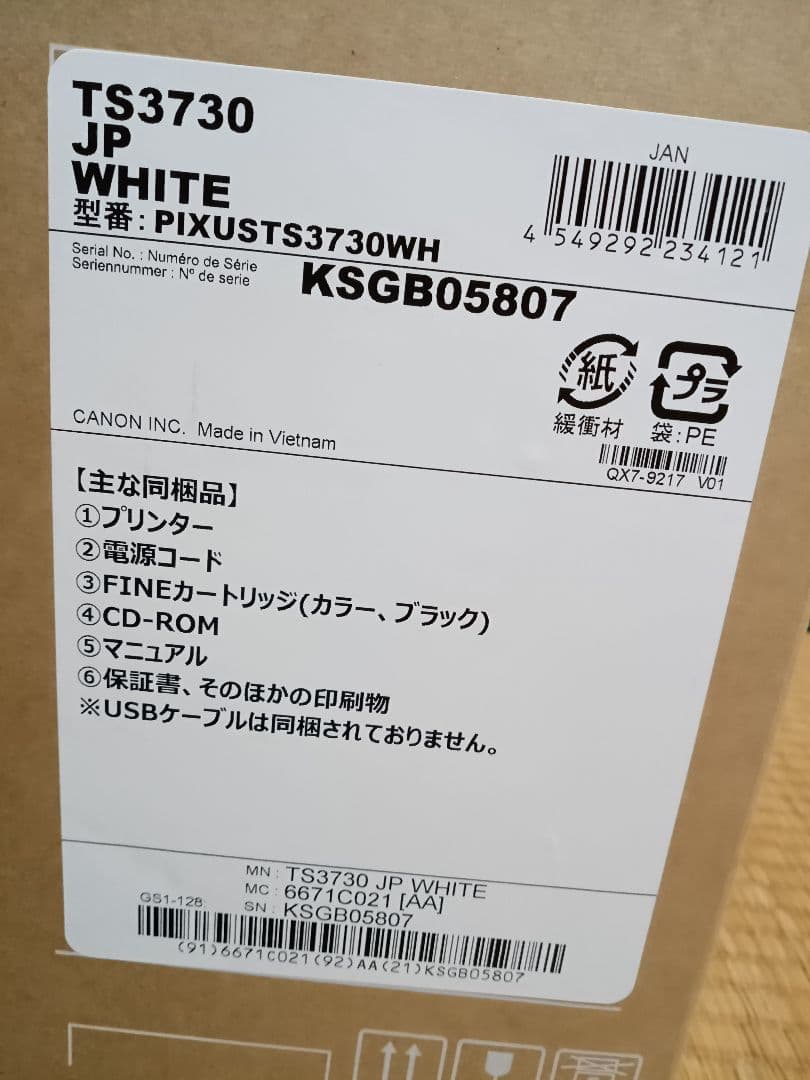 TS3730
JP
WHITE
型番：PIXUSTS3730WH
JAN
4 549292 234121
Serial No. : Numéro de Série
Seriennummer : Nº de serie
KSGB05807
紙
緩衝材
プラ
袋：PE
CANON INC. Made in Vietnam
QX7-9217 V01
【主な同梱品】
①プリンター
②電源コード
③FINEカートリッジ(カラー、ブラック)
④CD-ROM
⑤マニュアル
⑥保証書、そのほかの印刷物
※USBケーブルは同梱されておりません。
MN : TS3730 JP WHITE
MC : 6671C021 [AA]
GS1-128: SN : KSGB05807
(91)6671C021(92)AA(21)KSGB05807